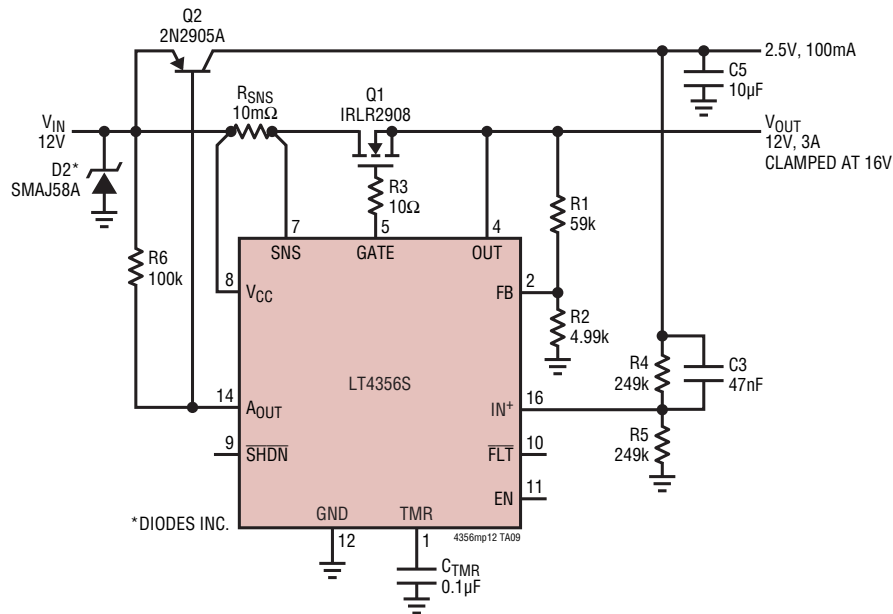 Q2
2N2905A
2.5V, 100mA
C5
10µF
RSNS
10mΩ
Q1
IRLR2908
VIN
12V
VOUT
12V, 3A
CLAMPED AT 16V
D2*
SMAJ58A
R3
10Ω
R1
59k
7
5
4
SNS
GATE
OUT
R6
100k
8
VCC
2
FB
R2
4.99k
LT4356S
R4
249k
C3
47nF
14
AOUT
16
IN+
9
SHDN
10
FLT
R5
249k
11
EN
*DIODES INC.
GND
TMR
4356mp12 TA09
12
1
CTMR
0.1µF